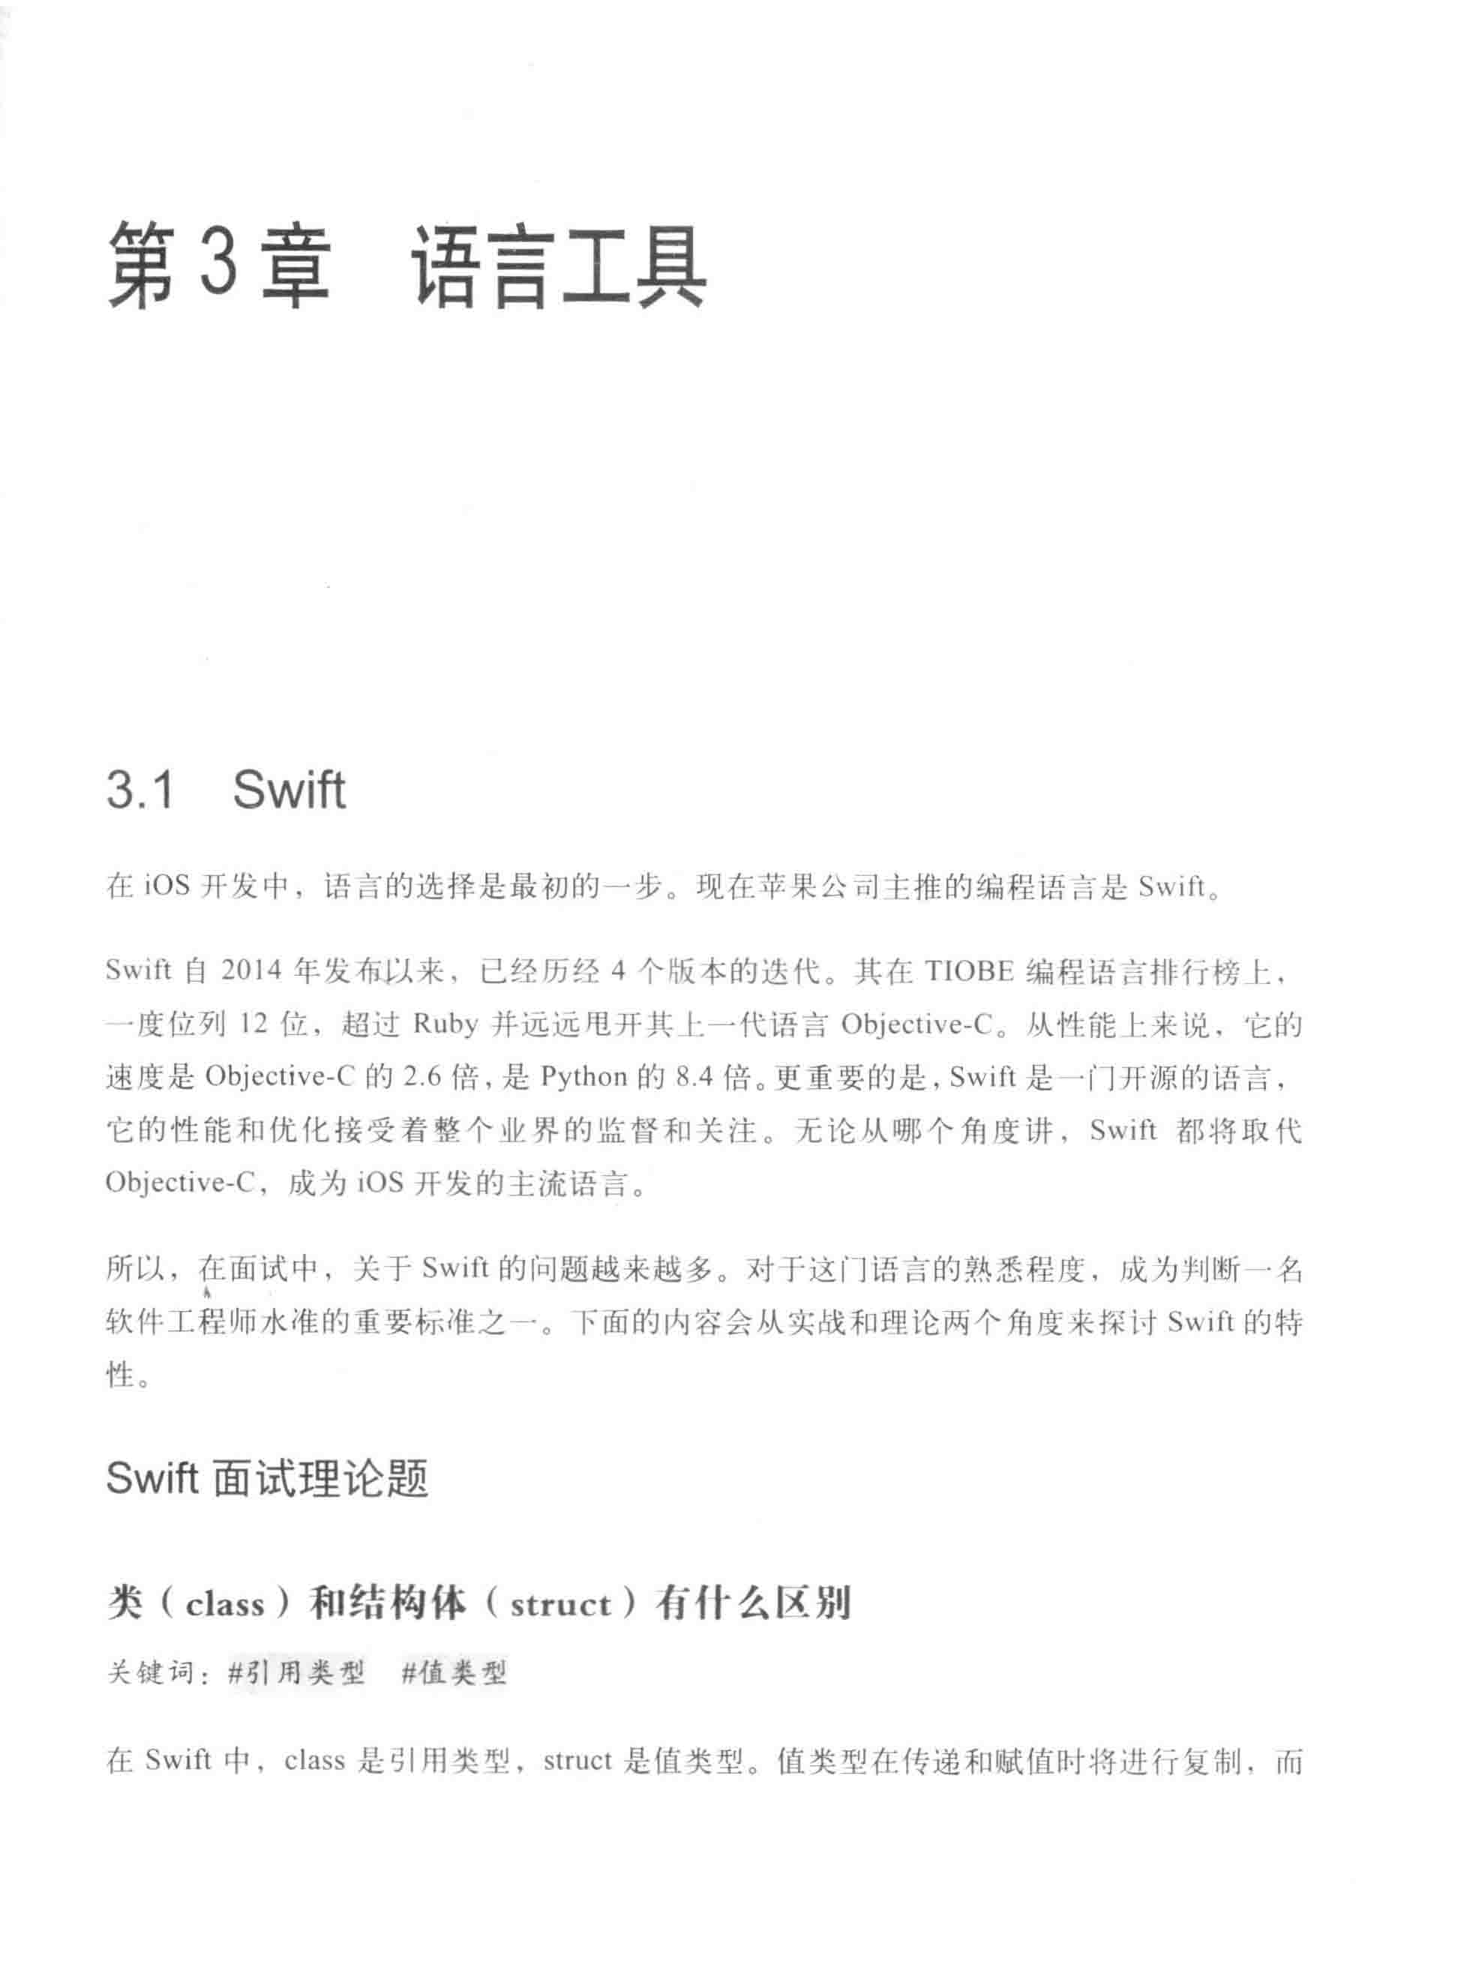 第 3 章 语言工具
3.1 Swift
在 iOS 开发中，语言的选择是最初的一步。现在苹果公司主推的编程语言是 Swift。
Swift 自 2014 年发布以来，已经历经 4 个版本的迭代。其在 TIOBE 编程语言排行榜上，
一度位列 12 位，超过 Ruby 并远远甩开其上一代语言 Objective-C。从性能上来说，它的
速度是 Objective-C 的 2.6 倍，是 Python 的 8.4 倍。更重要的是，Swift 是一门开源的语言，
它的性能和优化接受着整个业界的监督和关注。无论从哪个角度讲，Swift 都将取代
Objective-C，成为 iOS 开发的主流语言。
所以，在面试中，关于 Swift 的问题越来越多。对于这门语言的熟悉程度，成为判断一名
软件工程师水准的重要标准之一。下面的内容会从实战和理论两个角度来探讨 Swift 的特
性。
Swift 面试理论题
类（class）和结构体（struct）有什么区别
关键词：#引用类型 #值类型
在 Swift 中，class 是引用类型，struct 是值类型。值类型在传递和赋值时将进行复制，而